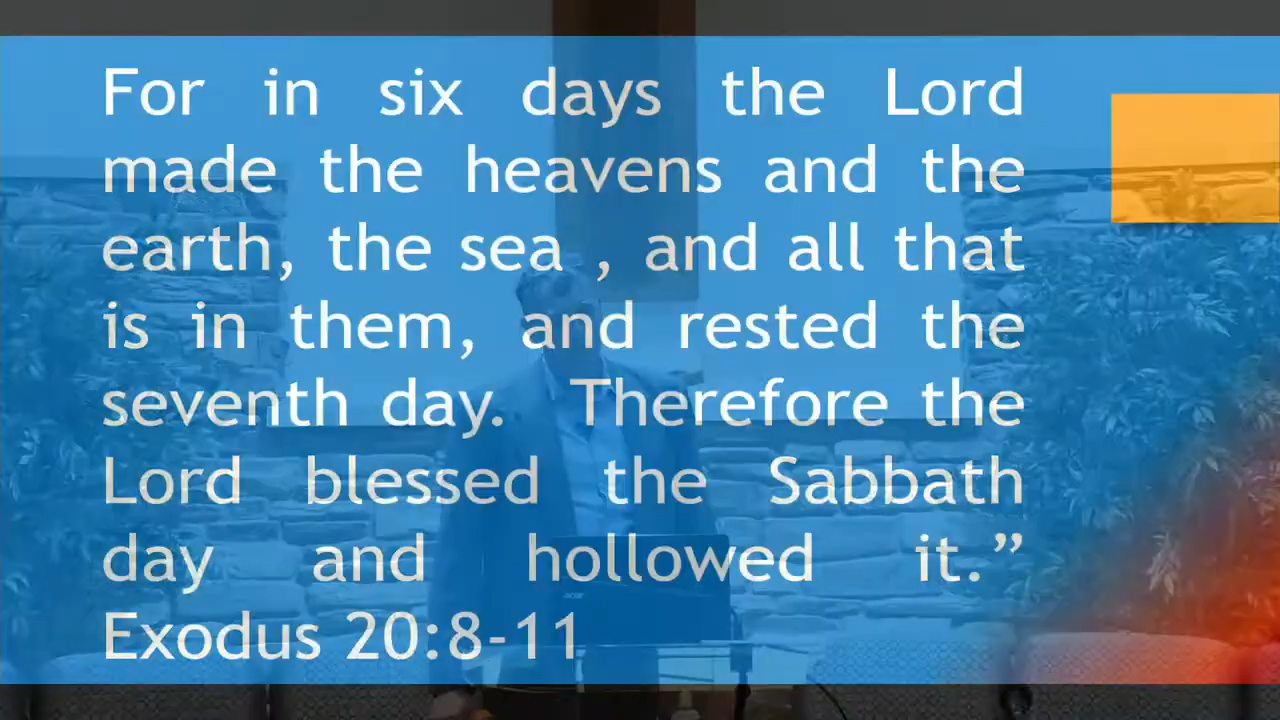 For in six days the Lord
made the heavens and the
earth, the sea , and all that
is in them, and rested the
seventh day. Therefore the
Lord blessed the Sabbath
day and hollowed it.”
Exodus 20:8-11
acer